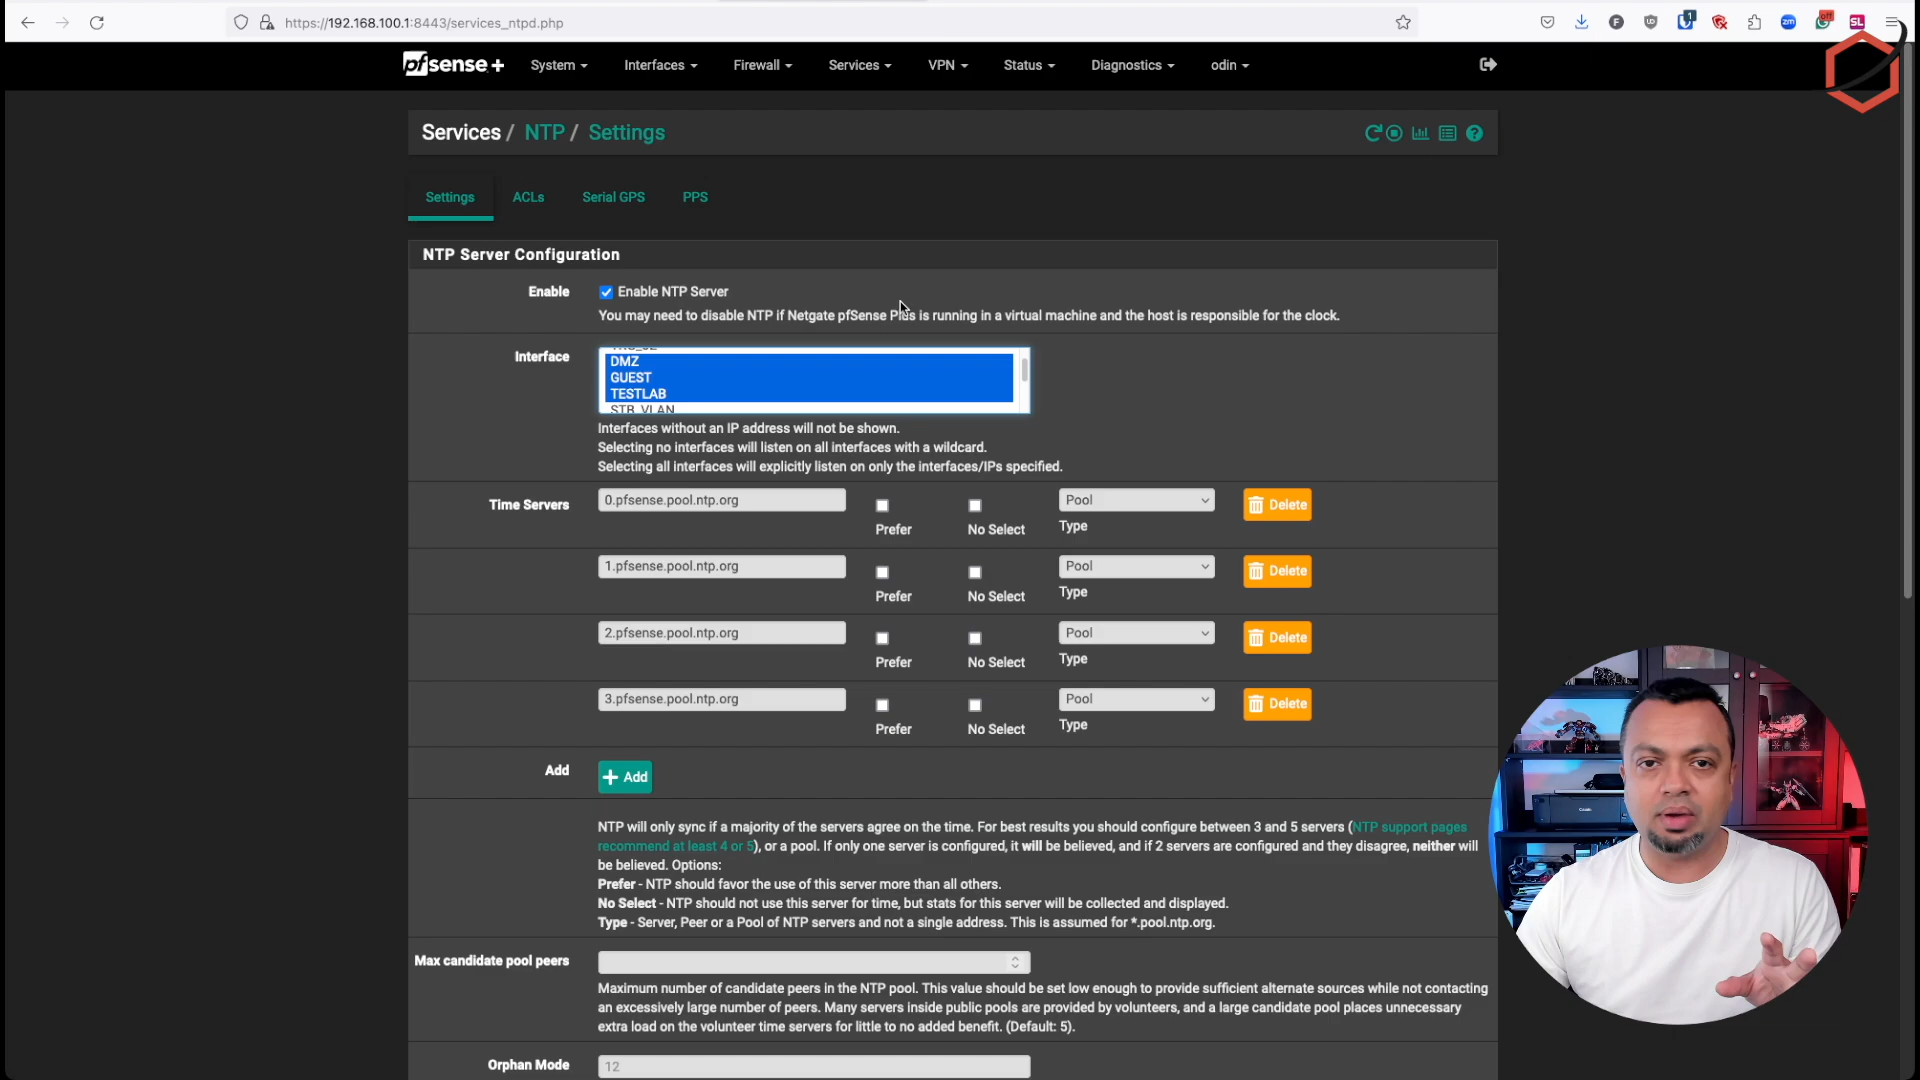 https://192.168.100.1:8443/services_ntpd.php
pfsense+ System Interfaces Firewall Services VPN Status Diagnostics odin
Services / NTP / Settings
Settings ACLs Serial GPS PPS
NTP Server Configuration
Enable Enable NTP Server
You may need to disable NTP if Netgate pfSense Plus is running in a virtual machine and the host is responsible for the clock.
Interface
DMZ
GUEST
TESTLAB
STB_VLAN
Interfaces without an IP address will not be shown.
Selecting no interfaces will listen on all interfaces with a wildcard.
Selecting all interfaces will explicitly listen on only the interfaces/IPs specified.
Time Servers 0.pfsense.pool.ntp.org Pool Delete
Prefer No Select Type
1.pfsense.pool.ntp.org Pool Delete
Prefer No Select Type
2.pfsense.pool.ntp.org Pool Delete
Prefer No Select Type
3.pfsense.pool.ntp.org Pool Delete
Prefer No Select Type
Add + Add
NTP will only sync if a majority of the servers agree on the time. For best results you should configure between 3 and 5 servers (NTP support pages
recommend at least 4 or 5), or a pool. If only one server is configured, it will be believed, and if 2 servers are configured and they disagree, neither will
be believed. Options:
Prefer - NTP should favor the use of this server more than all others.
No Select - NTP should not use this server for time, but stats for this server will be collected and displayed.
Type - Server, Peer or a Pool of NTP servers and not a single address. This is assumed for *.pool.ntp.org.
Max candidate pool peers
Maximum number of candidate peers in the NTP pool. This value should be set low enough to provide sufficient alternate sources while not contacting
an excessively large number of peers. Many servers inside public pools are provided by volunteers, and a large candidate pool places unnecessary
extra load on the volunteer time servers for little to no added benefit. (Default: 5).
Orphan Mode 12